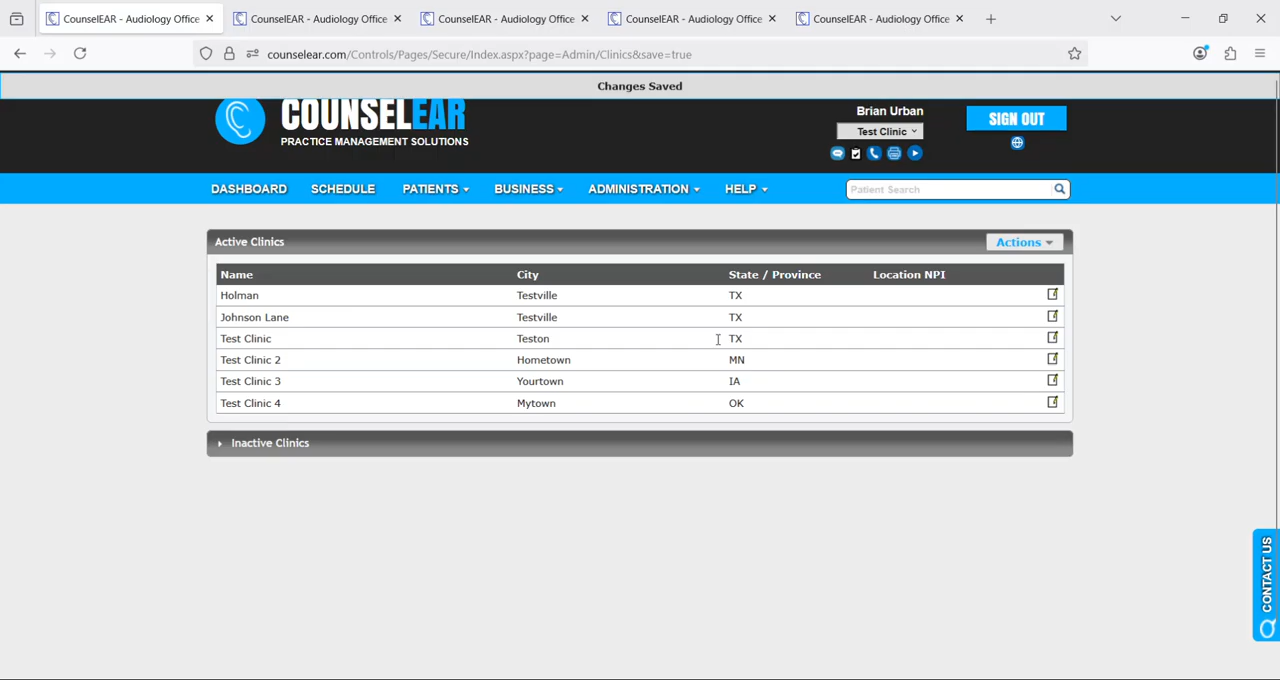 CounselEAR - Audiology Office
CounselEAR - Audiology Office
CounselEAR - Audiology Office
CounselEAR - Audiology Office
CounselEAR - Audiology Office
counselear.com/Controls/Pages/Secure/Index.aspx?page=Admin/Clinics&save=true
Changes Saved
COUNSELEAR
PRACTICE MANAGEMENT SOLUTIONS
Brian Urban
Test Clinic
SIGN OUT
DASHBOARD SCHEDULE PATIENTS BUSINESS ADMINISTRATION HELP
Patient Search
Active Clinics
Actions
Name City State / Province Location NPI
Holman Testville TX
Johnson Lane Testville TX
Test Clinic Teston TX
Test Clinic 2 Hometown MN
Test Clinic 3 Yourtown IA
Test Clinic 4 Mytown OK
Inactive Clinics
CONTACT US